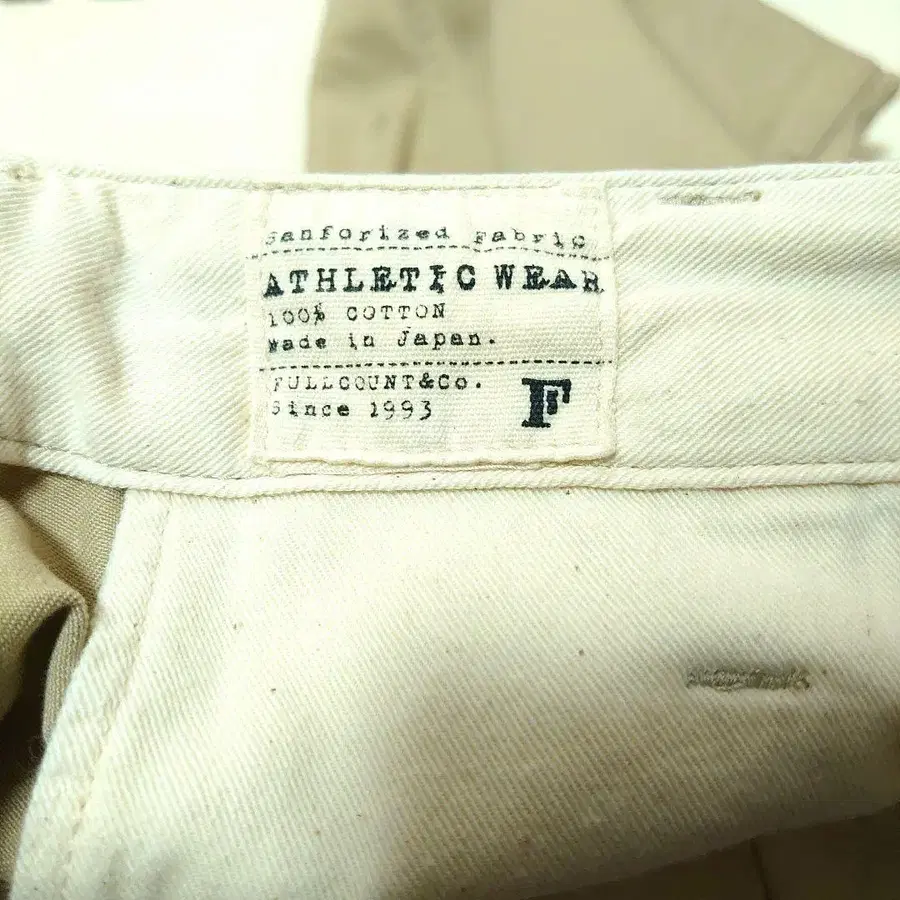 Sanforized Fabric
ATHLETIC WEAR
100% COTTON
Made in Japan.
FULLCOUNT&Co.
Since 1993
F